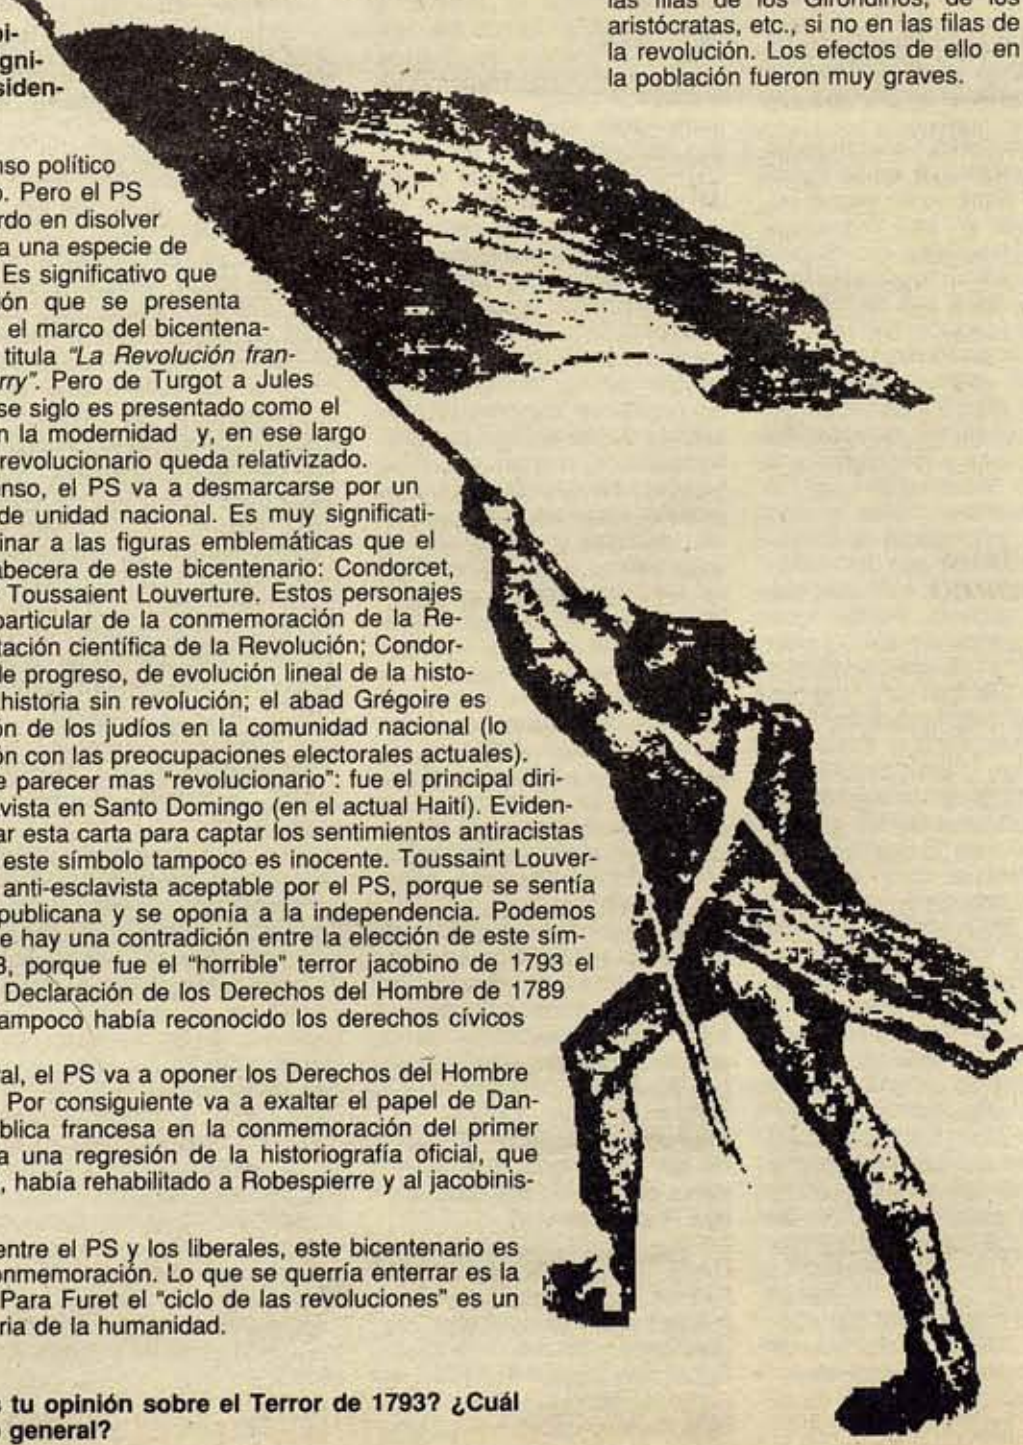 pi-
gni-
siden-
nso político
o. Pero el PS
rdo en disolver
a una especie de
Es significativo que
ón que se presenta
el marco del bicentena-
titula "La Revolución fran-
rry". Pero de Turgot a Jules
se siglo es presentado como el
n la modernidad y, en ese largo
revolucionario queda relativizado.
nso, el PS va a desmarcarse por un
de unidad nacional. Es muy significati-
inar a las figuras emblemáticas que el
abecera de este bicentenario: Condorcet,
Toussaient Louverture. Estos personajes
particular de la conmemoración de la Re-
tación científica de la Revolución; Condor-
de progreso, de evolución lineal de la histo-
historia sin revolución; el abad Grégoire es
ón de los judíos en la comunidad nacional (lo
ón con las preocupaciones electorales actuales).
e parecer mas "revolucionario": fue el principal diri-
vista en Santo Domingo (en el actual Haití). Eviden-
ar esta carta para captar los sentimientos antiracistas
este símbolo tampoco es inocente. Toussaint Louver-
anti-esclavista aceptable por el PS, porque se sentía
publicana y se oponía a la independencia. Podemos
e hay una contradición entre la elección de este sím-
3, porque fue el "horrible" terror jacobino de 1793 el
Declaración de los Derechos del Hombre de 1789
tampoco había reconocido los derechos cívicos
al, el PS va a oponer los Derechos del Hombre
Por consiguiente va a exaltar el papel de Dan-
ública francesa en la conmemoración del primer
a una regresión de la historiografía oficial, que
, había rehabilitado a Robespierre y al jacobinis-
entre el PS y los liberales, este bicentenario es
onmemoración. Lo que se querría enterrar es la
Para Furet el "ciclo de las revoluciones" es un
ria de la humanidad.
s tu opinión sobre el Terror de 1793? ¿Cuál
general?
las filas de los Girondinos, de los
aristócratas, etc., si no en las filas de
la revolución. Los efectos de ello en
la población fueron muy graves.